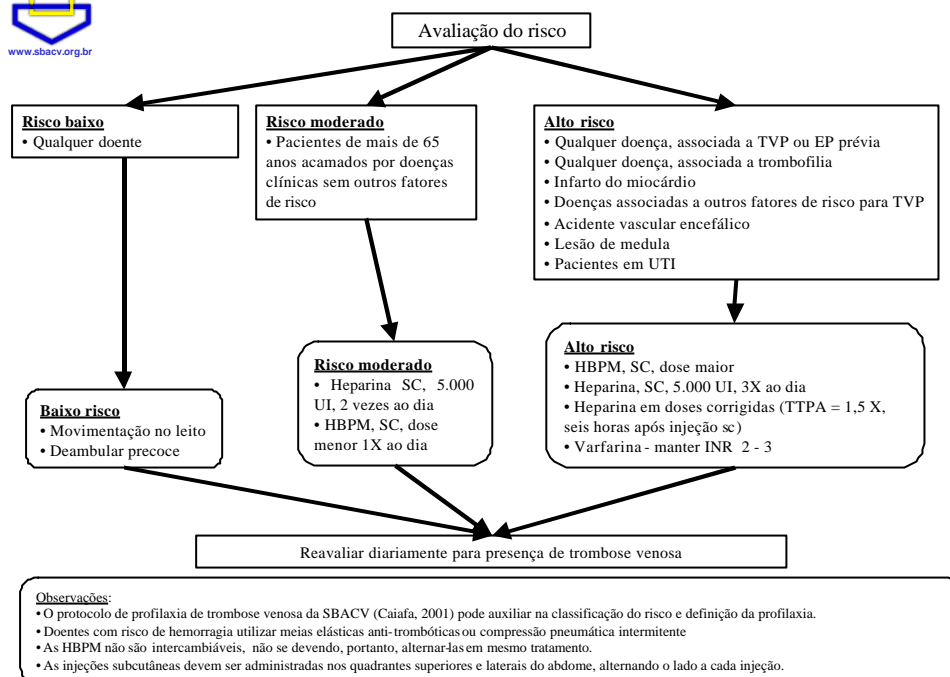 www.sbacv.org.br
Avaliação do risco
Risco baixo
• Qualquer doente
Risco moderado
• Pacientes de mais de 65
anos acamados por doenças
clínicas sem outros fatores
de risco
Alto risco
• Qualquer doença, associada a TVP ou EP prévia
• Qualquer doença, associada a trombofilia
• Infarto do miocárdio
• Doenças associadas a outros fatores de risco para TVP
• Acidente vascular encefálico
• Lesão de medula
• Pacientes em UTI
Baixo risco
• Movimentação no leito
• Deambular precoce
Risco moderado
• Heparina SC, 5.000
UI, 2 vezes ao dia
• HBPM, SC, dose
menor 1X ao dia
Alto risco
• HBPM, SC, dose maior
• Heparina, SC, 5.000 UI, 3X ao dia
• Heparina em doses corrigidas (TTPA = 1,5 X,
seis horas após injeção sc)
• Varfarina - manter INR 2 - 3
Reavaliar diariamente para presença de trombose venosa
Observações:
• O protocolo de profilaxia de trombose venosa da SBACV (Caiafa, 2001) pode auxiliar na classificação do risco e definição da profilaxia.
• Doentes com risco de hemorragia utilizar meias elásticas anti-trombóticas ou compressão pneumática intermitente
• As HBPM não são intercambiáveis, não se devendo, portanto, alternar-las em mesmo tratamento.
• As injeções subcutâneas devem ser administradas nos quadrantes superiores e laterais do abdome, alternando o lado a cada injeção.